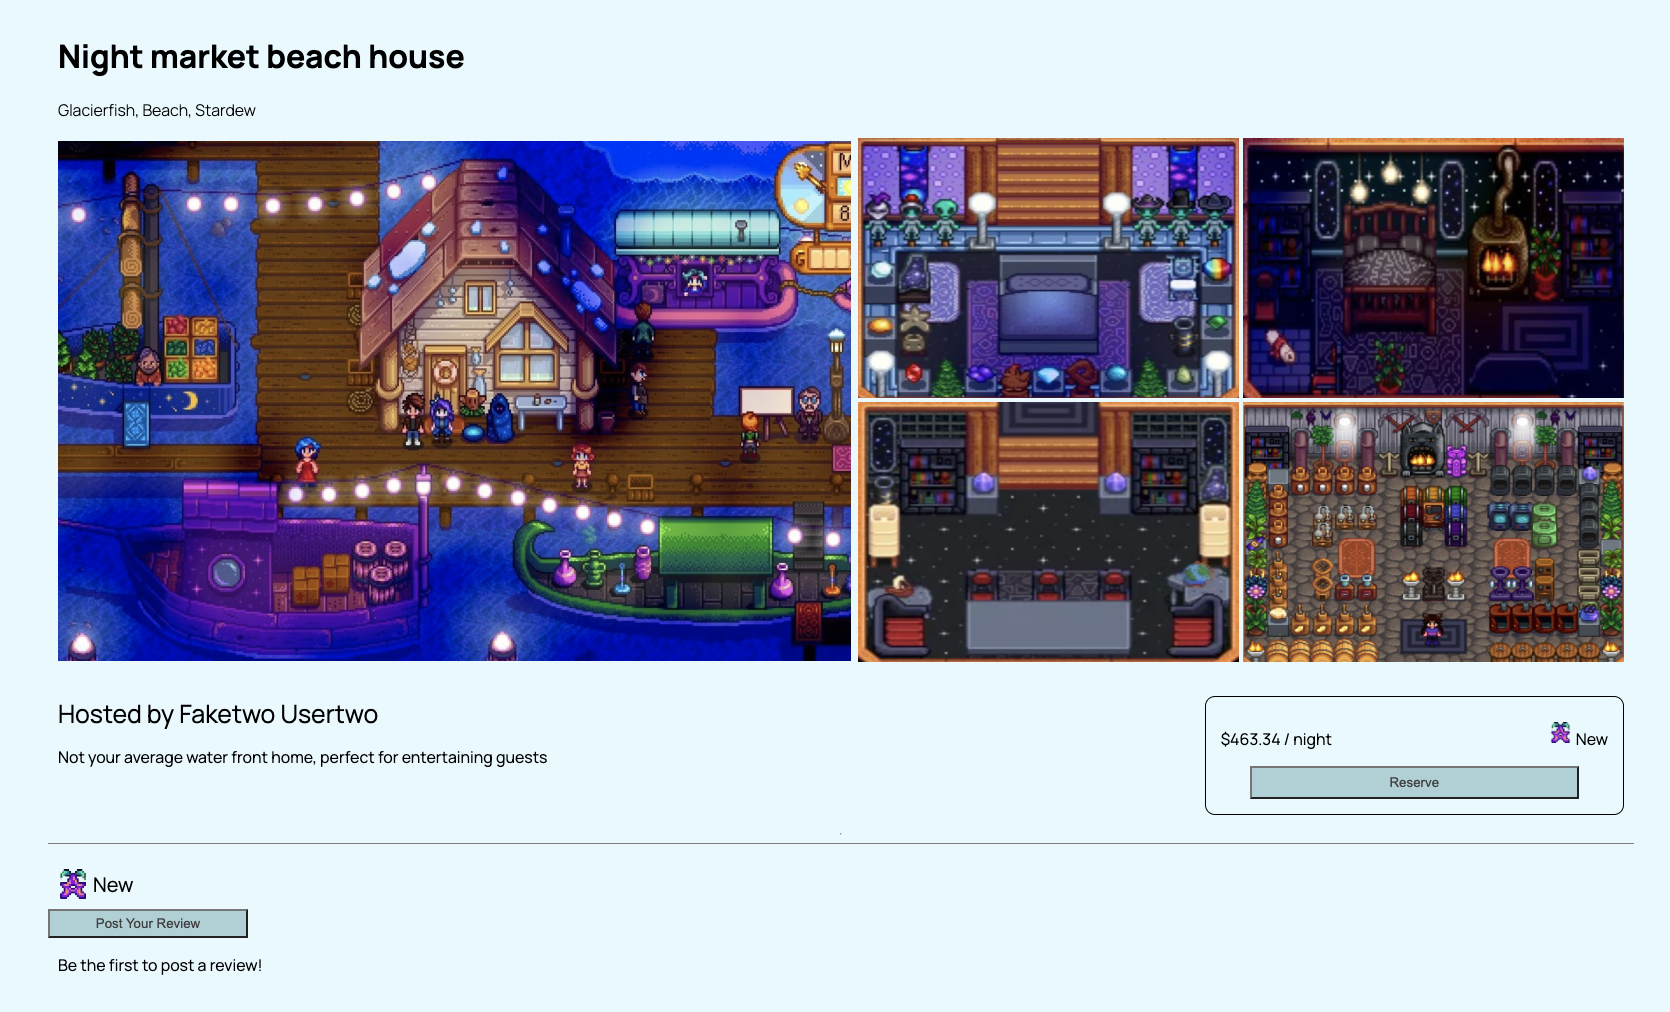 Night market beach house
Glacierfish, Beach, Stardew
M
8
Hosted by Faketwo Usertwo
Not your average water front home, perfect for entertaining guests
$463.34 / night
New
Reserve
New
Post Your Review
Be the first to post a review!